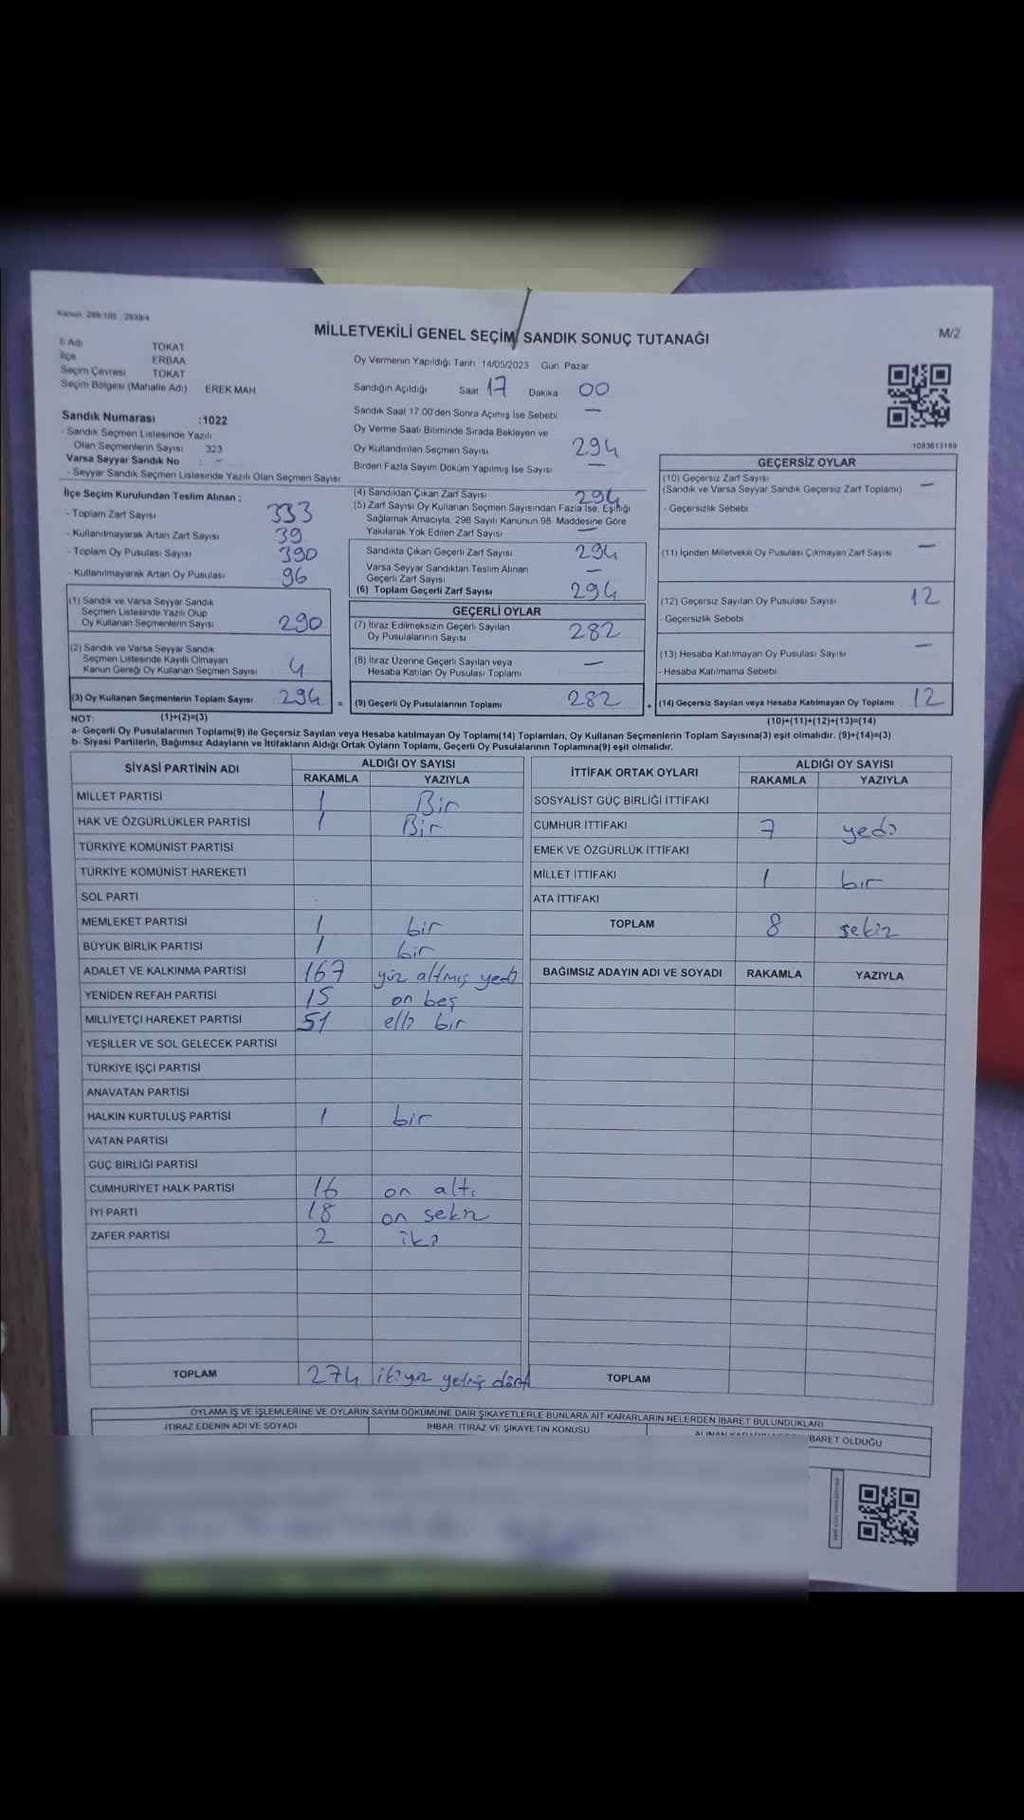 Kanun: 298/105 , 2839/4
MİLLETVEKİLİ GENEL SEÇİM SANDIK SONUÇ TUTANAĞI
M/2
İl Adı TOKAT
İlçe ERBAA
Seçim Çevresi TOKAT
Seçim Bölgesi (Mahalle Adı) EREK MAH
Sandık Numarası :1022
- Sandık Seçmen Listesinde Yazılı
Olan Seçmenlerin Sayısı 323
Varsa Seyyar Sandık No : -
- Seyyar Sandık Seçmen Listesinde Yazılı Olan Seçmen Sayısı
Oy Vermenin Yapıldığı Tarih 14/05/2023 Gün Pazar
Sandığın Açıldığı Saat 17 Dakika 00
Sandık Saat 17.00'den Sonra Açılmış İse Sebebi —
Oy Verme Saati Bitiminde Sırada Bekleyen ve
Oy Kullandırılan Seçmen Sayısı 294
Birden Fazla Sayım Döküm Yapılmış İse Sayısı —
1083613169
İlçe Seçim Kurulundan Teslim Alınan :
- Toplam Zarf Sayısı 333
- Kullanılmayarak Artan Zarf Sayısı 39
- Toplam Oy Pusulası Sayısı 390
- Kullanılmayarak Artan Oy Pusulası 96
(1) Sandık ve Varsa Seyyar Sandık
Seçmen Listesinde Yazılı Olup
Oy Kullanan Seçmenlerin Sayısı 290
(2) Sandık ve Varsa Seyyar Sandık
Seçmen Listesinde Kayıtlı Olmayan
Kanun Gereği Oy Kullanan Seçmen Sayısı 4
(3) Oy Kullanan Seçmenlerin Toplam Sayısı 294 =
(4) Sandıktan Çıkan Zarf Sayısı 294
(5) Zarf Sayısı Oy Kullanan Seçmen Sayısından Fazla İse, Eşitliği
Sağlamak Amacıyla, 298 Sayılı Kanunun 98. Maddesine Göre
Yakılarak Yok Edilen Zarf Sayısı —
Sandıkta Çıkan Geçerli Zarf Sayısı 294
Varsa Seyyar Sandıktan Teslim Alınan
Geçerli Zarf Sayısı —
(6) Toplam Geçerli Zarf Sayısı 294
GEÇERLİ OYLAR
(7) İtiraz Edilmeksizin Geçerli Sayılan
Oy Pusulalarının Sayısı 282
(8) İtiraz Üzerine Geçerli Sayılan veya
Hesaba Katılan Oy Pusulası Toplamı —
(9) Geçerli Oy Pusulalarının Toplamı 282 +
GEÇERSİZ OYLAR
(10) Geçersiz Zarf Sayısı
(Sandık ve Varsa Seyyar Sandık Geçersiz Zarf Toplamı) —
- Geçersizlik Sebebi
(11) İçinden Milletvekili Oy Pusulası Çıkmayan Zarf Sayısı —
(12) Geçersiz Sayılan Oy Pusulası Sayısı 12
- Geçersizlik Sebebi
(13) Hesaba Katılmayan Oy Pusulası Sayısı —
- Hesaba Katılmama Sebebi
(14) Geçersiz Sayılan veya Hesaba Katılmayan Oy Toplamı 12
NOT: (1)+(2)=(3)
(10)+(11)+(12)+(13)=(14)
a- Geçerli Oy Pusulalarının Toplamı(9) ile Geçersiz Sayılan veya Hesaba katılmayan Oy Toplamı(14) Toplamları, Oy Kullanan Seçmenlerin Toplam Sayısına(3) eşit olmalıdır. (9)+(14)=(3)
b- Siyasi Partilerin, Bağımsız Adayların ve İttifakların Aldığı Ortak Oyların Toplamı, Geçerli Oy Pusulalarının Toplamına(9) eşit olmalıdır.
SİYASİ PARTİNİN ADI ALDIĞI OY SAYISI
RAKAMLA YAZIYLA
MİLLET PARTİSİ 1 Bir
HAK VE ÖZGÜRLÜKLER PARTİSİ 1 Bir
TÜRKİYE KOMÜNİST PARTİSİ
TÜRKİYE KOMÜNİST HAREKETİ
SOL PARTİ
MEMLEKET PARTİSİ 1 bir
BÜYÜK BİRLİK PARTİSİ 1 bir
ADALET VE KALKINMA PARTİSİ 167 yüz altmış yedi
YENİDEN REFAH PARTİSİ 15 on beş
MİLLİYETÇİ HAREKET PARTİSİ 51 elli bir
YEŞİLLER VE SOL GELECEK PARTİSİ
TÜRKİYE İŞÇİ PARTİSİ
ANAVATAN PARTİSİ
HALKIN KURTULUŞ PARTİSİ 1 bir
VATAN PARTİSİ
GÜÇ BİRLİĞİ PARTİSİ
CUMHURİYET HALK PARTİSİ 16 on altı
İYİ PARTİ 18 on sekiz
ZAFER PARTİSİ 2 iki
TOPLAM 274 ikiyüz yetmiş dört
İTTİFAK ORTAK OYLARI ALDIĞI OY SAYISI
RAKAMLA YAZIYLA
SOSYALİST GÜÇ BİRLİĞİ İTTİFAKI
CUMHUR İTTİFAKI 7 yedi
EMEK VE ÖZGÜRLÜK İTTİFAKI
MİLLET İTTİFAKI 1 bir
ATA İTTİFAKI
TOPLAM 8 sekiz
BAĞIMSIZ ADAYIN ADI VE SOYADI RAKAMLA YAZIYLA
TOPLAM
OYLAMA İŞ VE İŞLEMLERİNE VE OYLARIN SAYIM DÖKÜMÜNE DAİR ŞİKAYETLERLE BUNLARA AİT KARARLARIN NELERDEN İBARET BULUNDUKLARI
İTİRAZ EDENİN ADI VE SOYADI İHBAR, İTİRAZ VE ŞİKAYETİN KONUSU